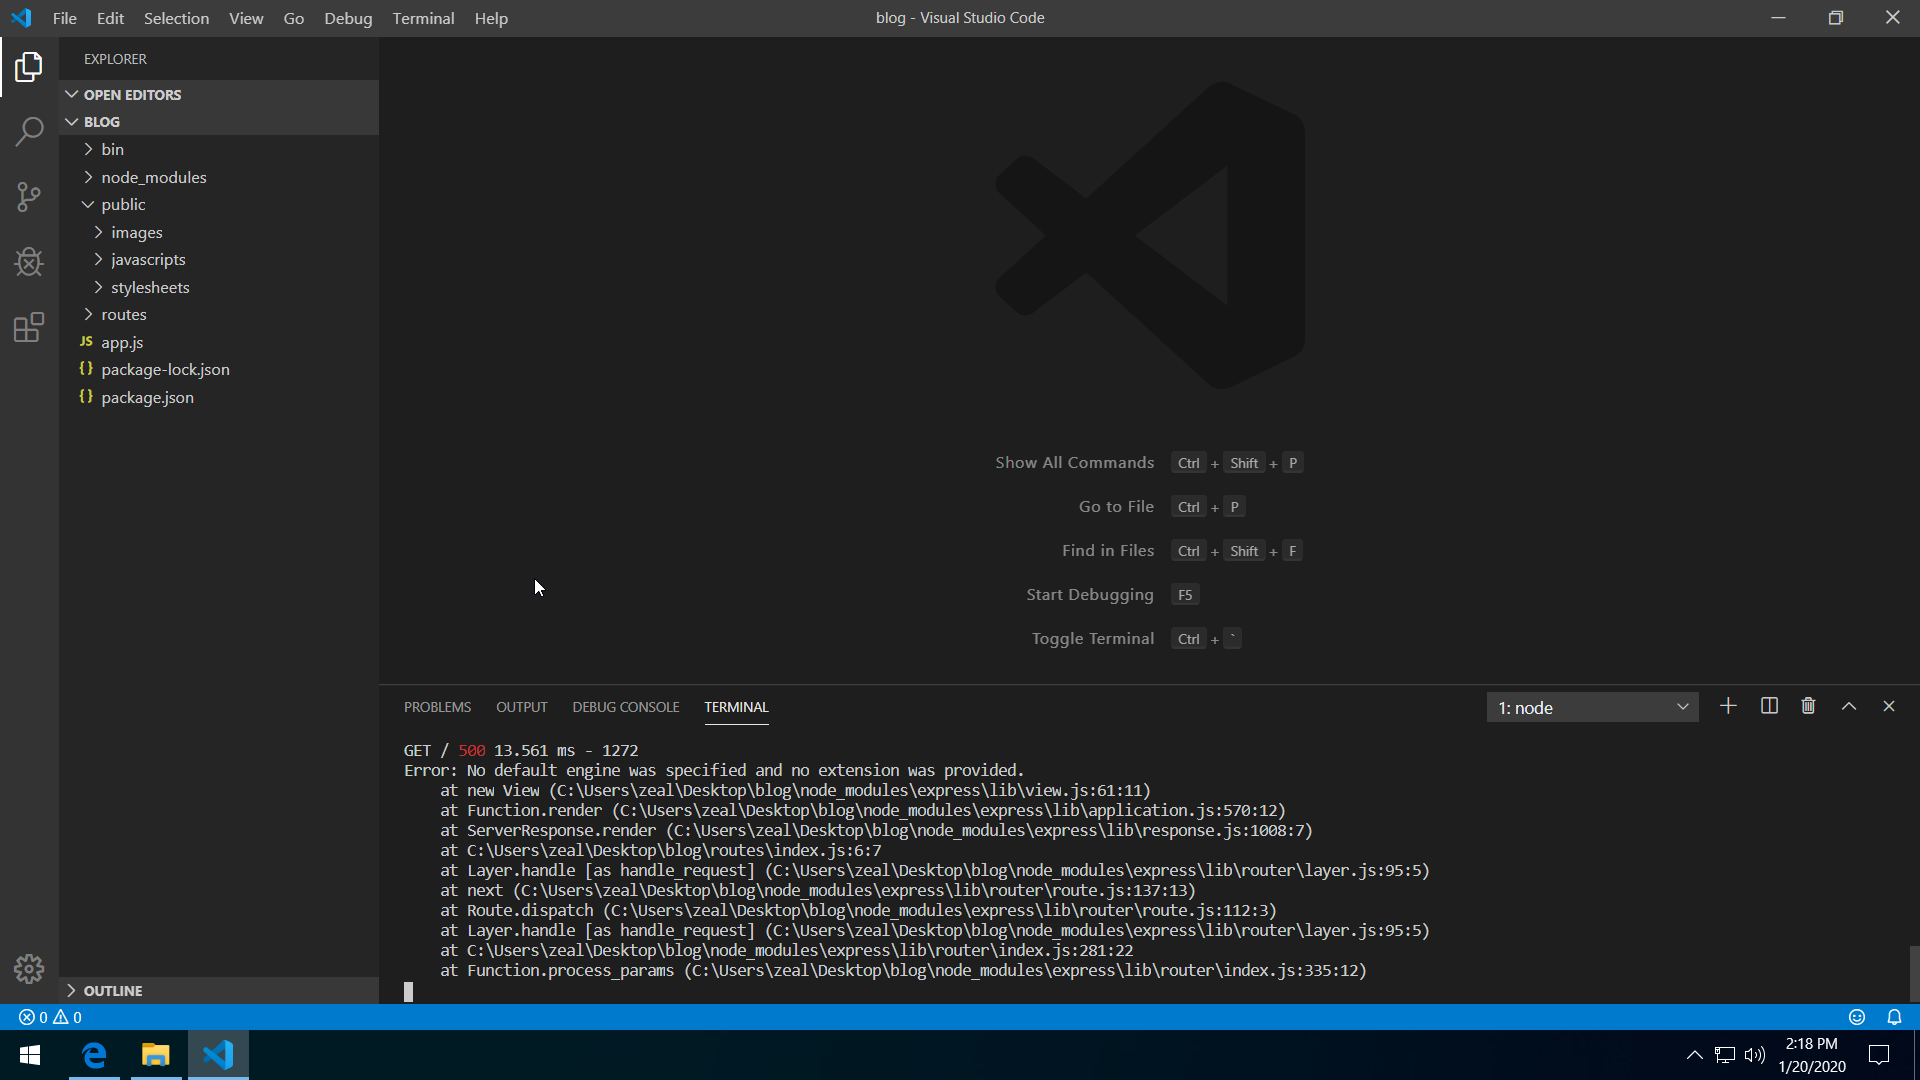 File Edit Selection View Go Debug Terminal Help
blog - Visual Studio Code
EXPLORER
OPEN EDITORS
BLOG
bin
node_modules
public
images
javascripts
stylesheets
routes
JS app.js
{} package-lock.json
{} package.json
OUTLINE
Show All Commands Ctrl + Shift + P
Go to File Ctrl + P
Find in Files Ctrl + Shift + F
Start Debugging F5
Toggle Terminal Ctrl + `
PROBLEMS OUTPUT DEBUG CONSOLE TERMINAL
1: node
GET / 500 13.561 ms - 1272
Error: No default engine was specified and no extension was provided.
at new View (C:\Users\zeal\Desktop\blog\node_modules\express\lib\view.js:61:11)
at Function.render (C:\Users\zeal\Desktop\blog\node_modules\express\lib\application.js:570:12)
at ServerResponse.render (C:\Users\zeal\Desktop\blog\node_modules\express\lib\response.js:1008:7)
at C:\Users\zeal\Desktop\blog\routes\index.js:6:7
at Layer.handle [as handle_request] (C:\Users\zeal\Desktop\blog\node_modules\express\lib\router\layer.js:95:5)
at next (C:\Users\zeal\Desktop\blog\node_modules\express\lib\router\route.js:137:13)
at Route.dispatch (C:\Users\zeal\Desktop\blog\node_modules\express\lib\router\route.js:112:3)
at Layer.handle [as handle_request] (C:\Users\zeal\Desktop\blog\node_modules\express\lib\router\layer.js:95:5)
at C:\Users\zeal\Desktop\blog\node_modules\express\lib\router\index.js:281:22
at Function.process_params (C:\Users\zeal\Desktop\blog\node_modules\express\lib\router\index.js:335:12)
0 0
2:18 PM
1/20/2020